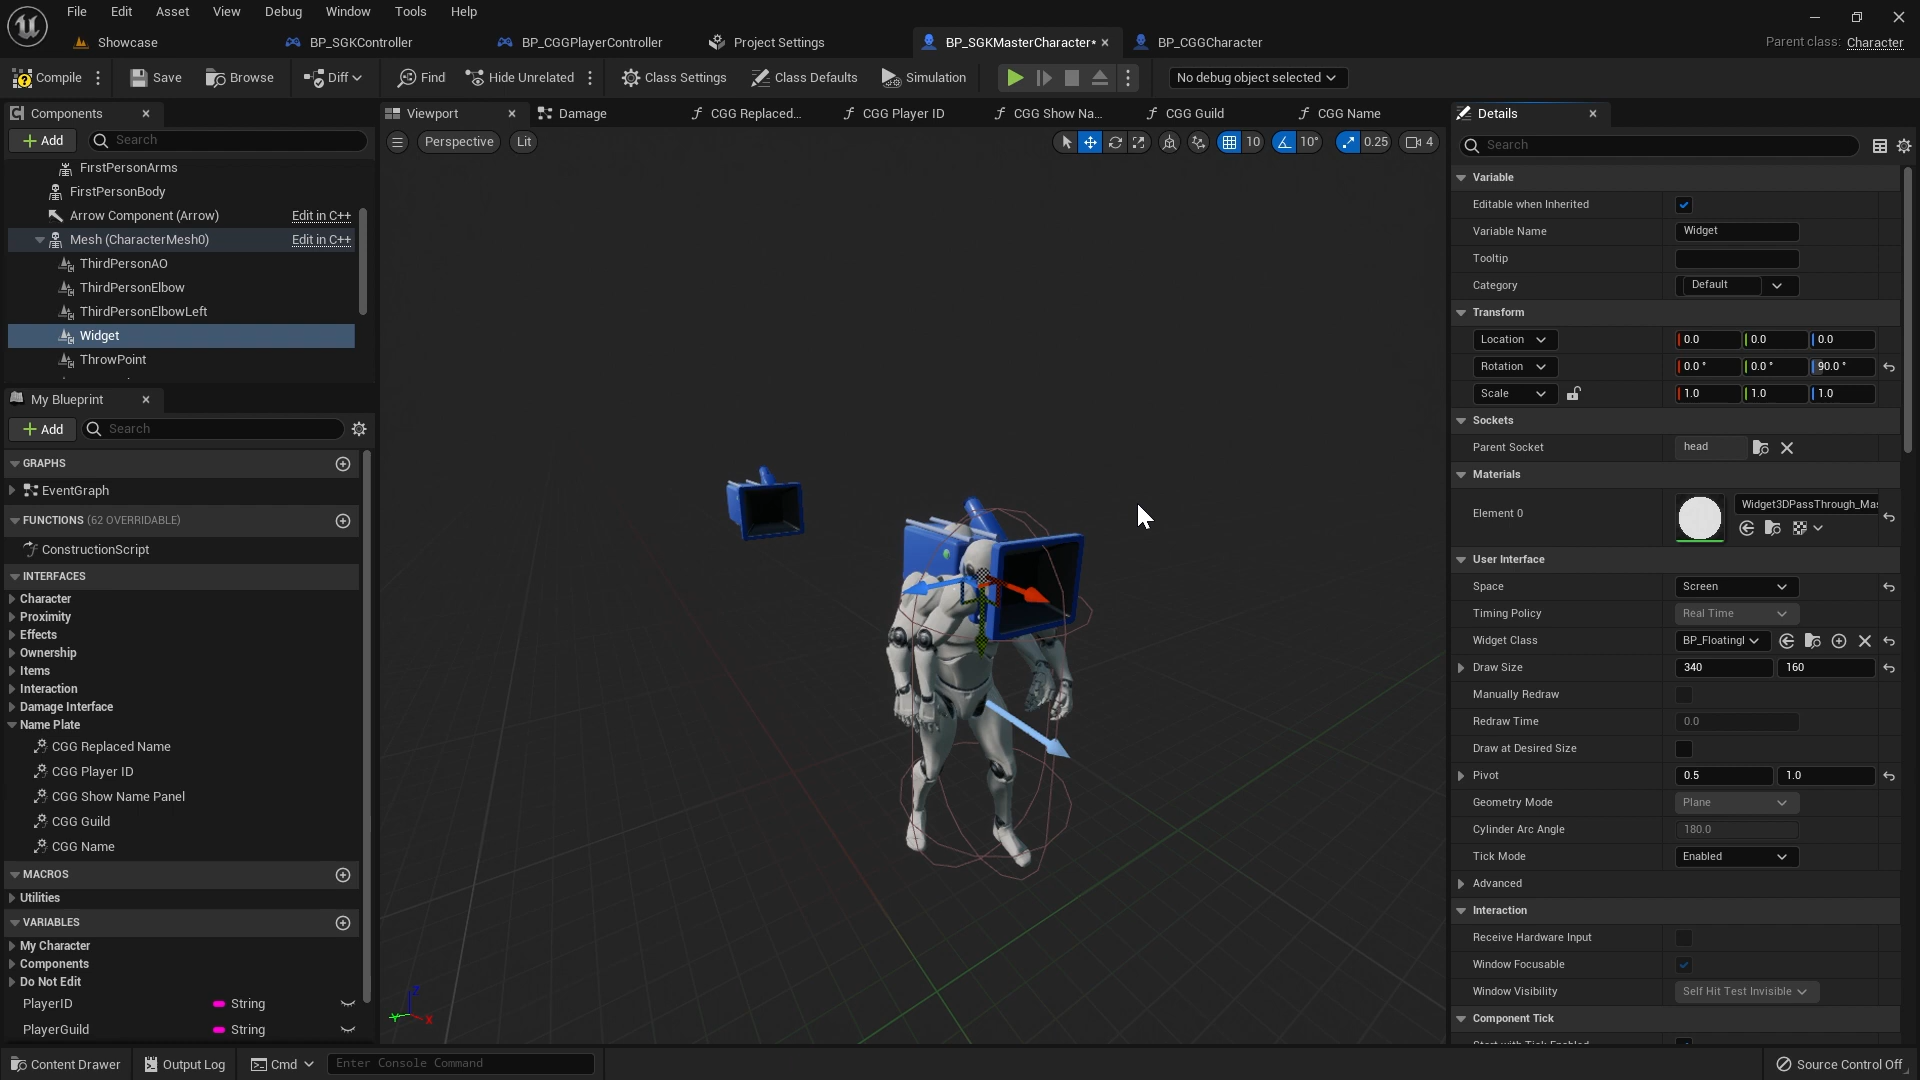 File Edit Asset View Debug Window Tools Help
Showcase BP_SGKController BP_CGGPlayerController Project Settings BP_SGKMasterCharacter* BP_CGGCharacter Parent class: Character
Compile Save Browse Diff Find Hide Unrelated Class Settings Class Defaults Simulation No debug object selected
Components
Add Search
FirstPersonArms
FirstPersonBody
Arrow Component (Arrow) Edit in C++
Mesh (CharacterMesh0) Edit in C++
ThirdPersonAO
ThirdPersonElbow
ThirdPersonElbowLeft
Widget
ThrowPoint
My Blueprint
Add Search
GRAPHS
EventGraph
FUNCTIONS (62 OVERRIDABLE)
ConstructionScript
INTERFACES
Character
Proximity
Effects
Ownership
Items
Interaction
Damage Interface
Name Plate
CGG Replaced Name
CGG Player ID
CGG Show Name Panel
CGG Guild
CGG Name
MACROS
Utilities
VARIABLES
My Character
Components
Do Not Edit
PlayerID String
PlayerGuild String
Viewport Damage CGG Replaced... CGG Player ID CGG Show Na... CGG Guild CGG Name
Perspective Lit 10 10° 0.25 4
Z Y X
Details
Search
Variable
Editable when Inherited
Variable Name Widget
Tooltip
Category Default
Transform
Location 0.0 0.0 0.0
Rotation 0.0 ° 0.0 ° 90.0 °
Scale 1.0 1.0 1.0
Sockets
Parent Socket head
Materials
Element 0 Widget3DPassThrough_Mas
User Interface
Space Screen
Timing Policy Real Time
Widget Class BP_FloatingI
Draw Size 340 160
Manually Redraw
Redraw Time 0.0
Draw at Desired Size
Pivot 0.5 1.0
Geometry Mode Plane
Cylinder Arc Angle 180.0
Tick Mode Enabled
Advanced
Interaction
Receive Hardware Input
Window Focusable
Window Visibility Self Hit Test Invisible
Component Tick
Start with Tick Enabled
Content Drawer Output Log Cmd Enter Console Command Source Control Off